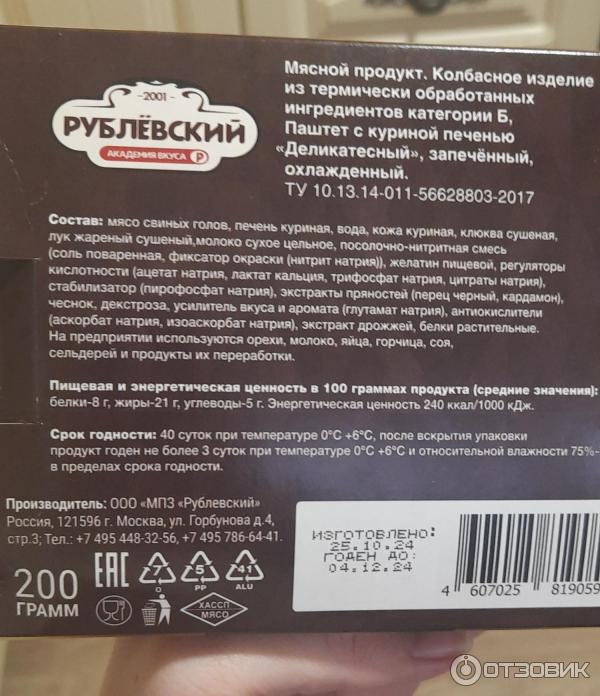 -2001-
РУБЛЁВСКИЙ
АКАДЕМИЯ ВКУСА Р
Мясной продукт. Колбасное изделие
из термически обработанных
ингредиентов категории Б,
Паштет с куриной печенью
«Деликатесный», запечённый,
охлажденный.
ТУ 10.13.14-011-56628803-2017
Состав: мясо свиных голов, печень куриная, вода, кожа куриная, клюква сушеная,
лук жареный сушеный,молоко сухое цельное, посолочно-нитритная смесь
(соль поваренная, фиксатор окраски (нитрит натрия)), желатин пищевой, регуляторы
кислотности (ацетат натрия, лактат кальция, трифосфат натрия, цитраты натрия),
стабилизатор (пирофосфат натрия), экстракты пряностей (перец черный, кардамон),
чеснок, декстроза, усилитель вкуса и аромата (глутамат натрия), антиокислители
(аскорбат натрия, изоаскорбат натрия), экстракт дрожжей, белки растительные.
На предприятии используются орехи, молоко, яйца, горчица, соя,
сельдерей и продукты их переработки.
Пищевая и энергетическая ценность в 100 граммах продукта (средние значения):
белки-8 г, жиры-21 г, углеводы-5 г. Энергетическая ценность 240 ккал/1000 кДж.
Срок годности: 40 суток при температуре 0°С +6°С, после вскрытия упаковки
продукт годен не более 3 суток при температуре 0°С +6°С и относительной влажности 75%-
в пределах срока годности.
Производитель: ООО «МПЗ «Рублевский»
Россия, 121596 г. Москва, ул. Горбунова д.4,
стр.3; Тел.: +7 495 448-32-56, +7 495 786-64-41.
200
ГРАММ
EAC
7
O
5
PP
41
ALU
ХАССП
МЯСО
ИЗГОТОВЛЕНО:
25.10.24
ГОДЕН ДО:
04.12.24
4 607025 819059
ОТЗОВИК